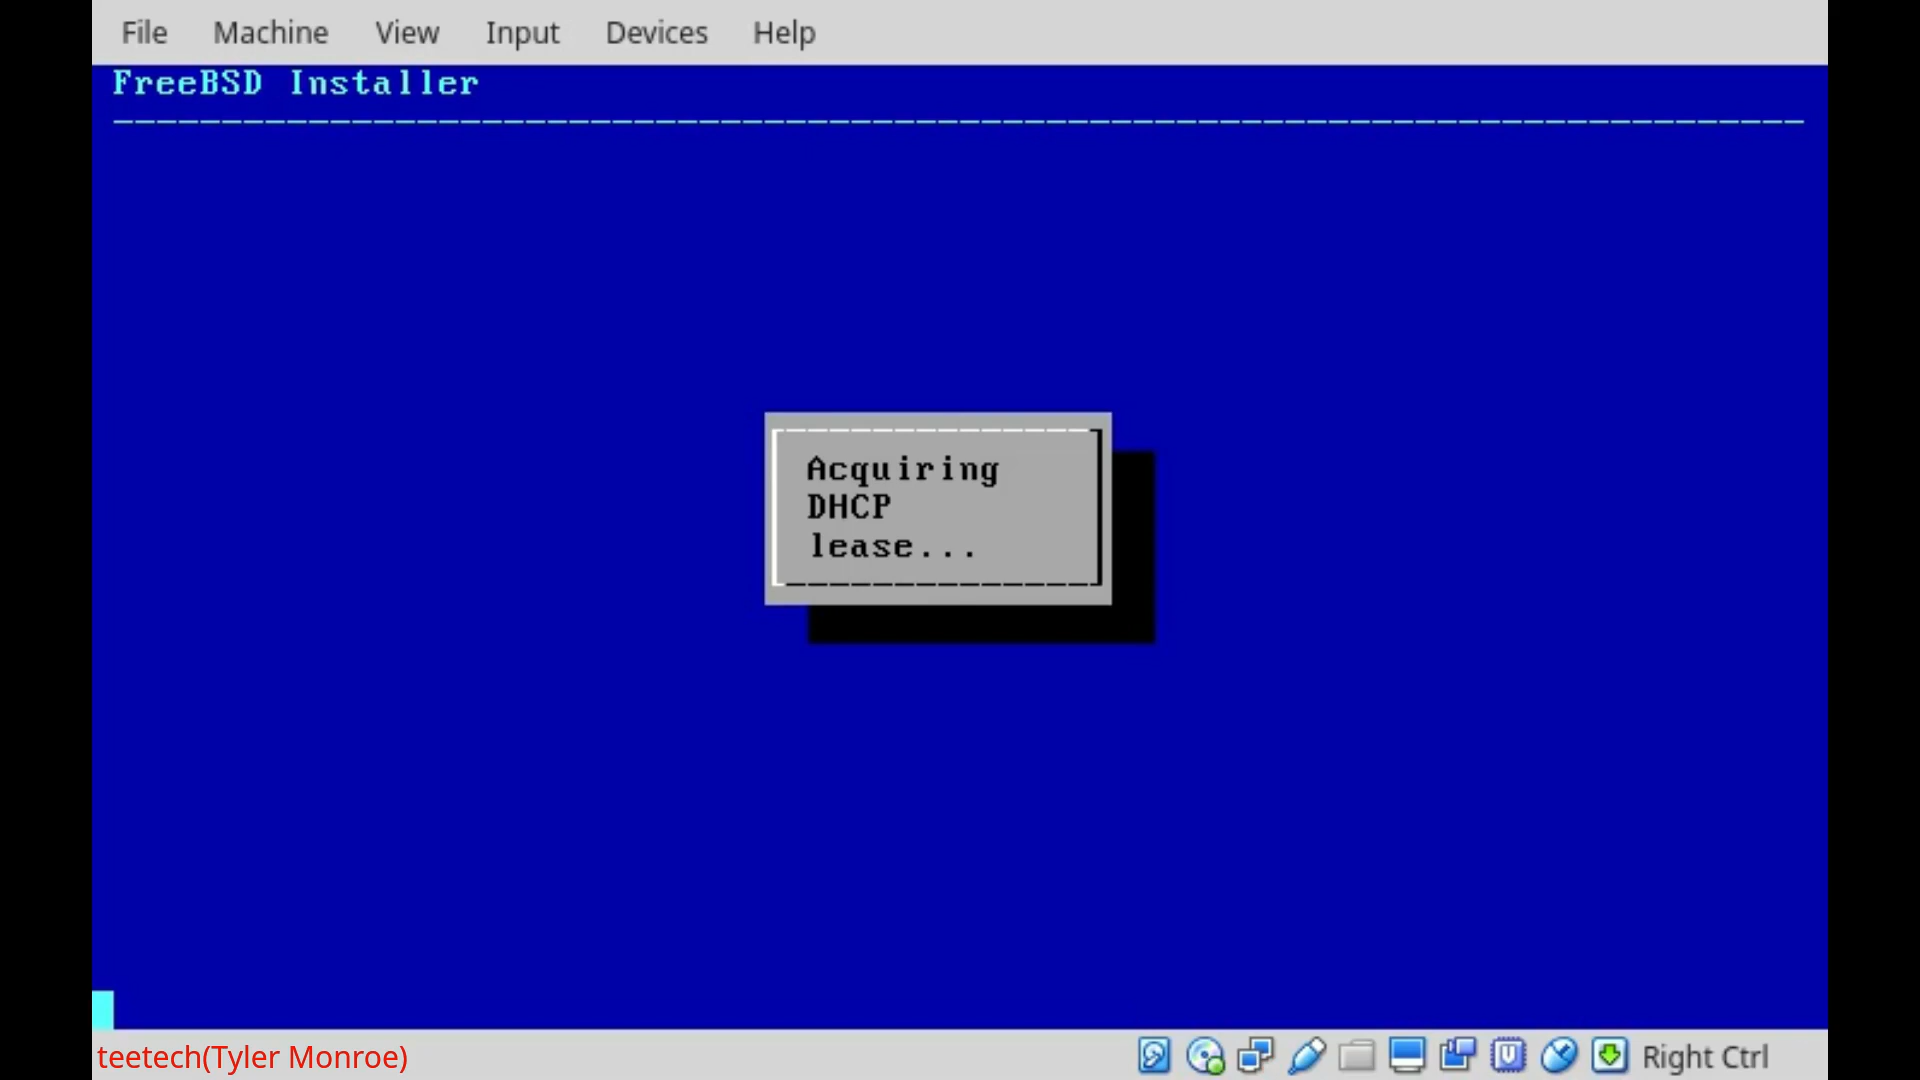 File Machine View Input Devices Help
FreeBSD Installer
Acquiring
DHCP
lease...
teetech(Tyler Monroe)
Right Ctrl